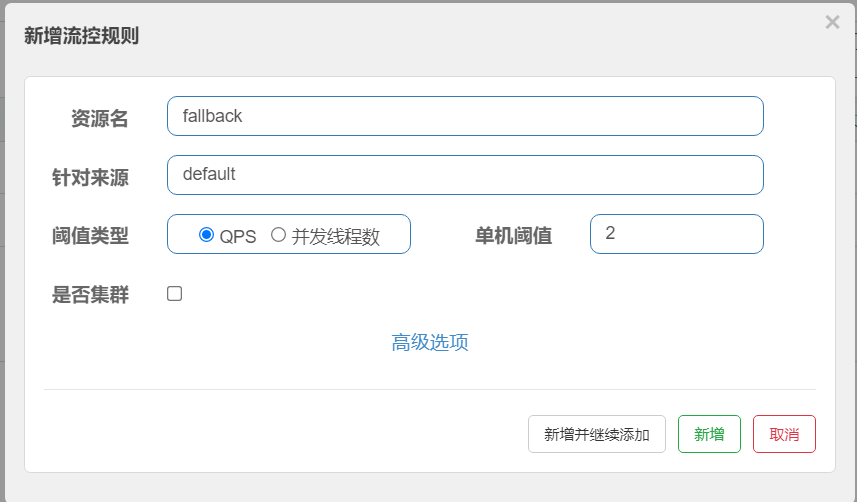 新增流控规则
×
资源名 fallback
针对来源 default
阈值类型 QPS 并发线程数 单机阈值 2
是否集群
高级选项
新增并继续添加 新增 取消